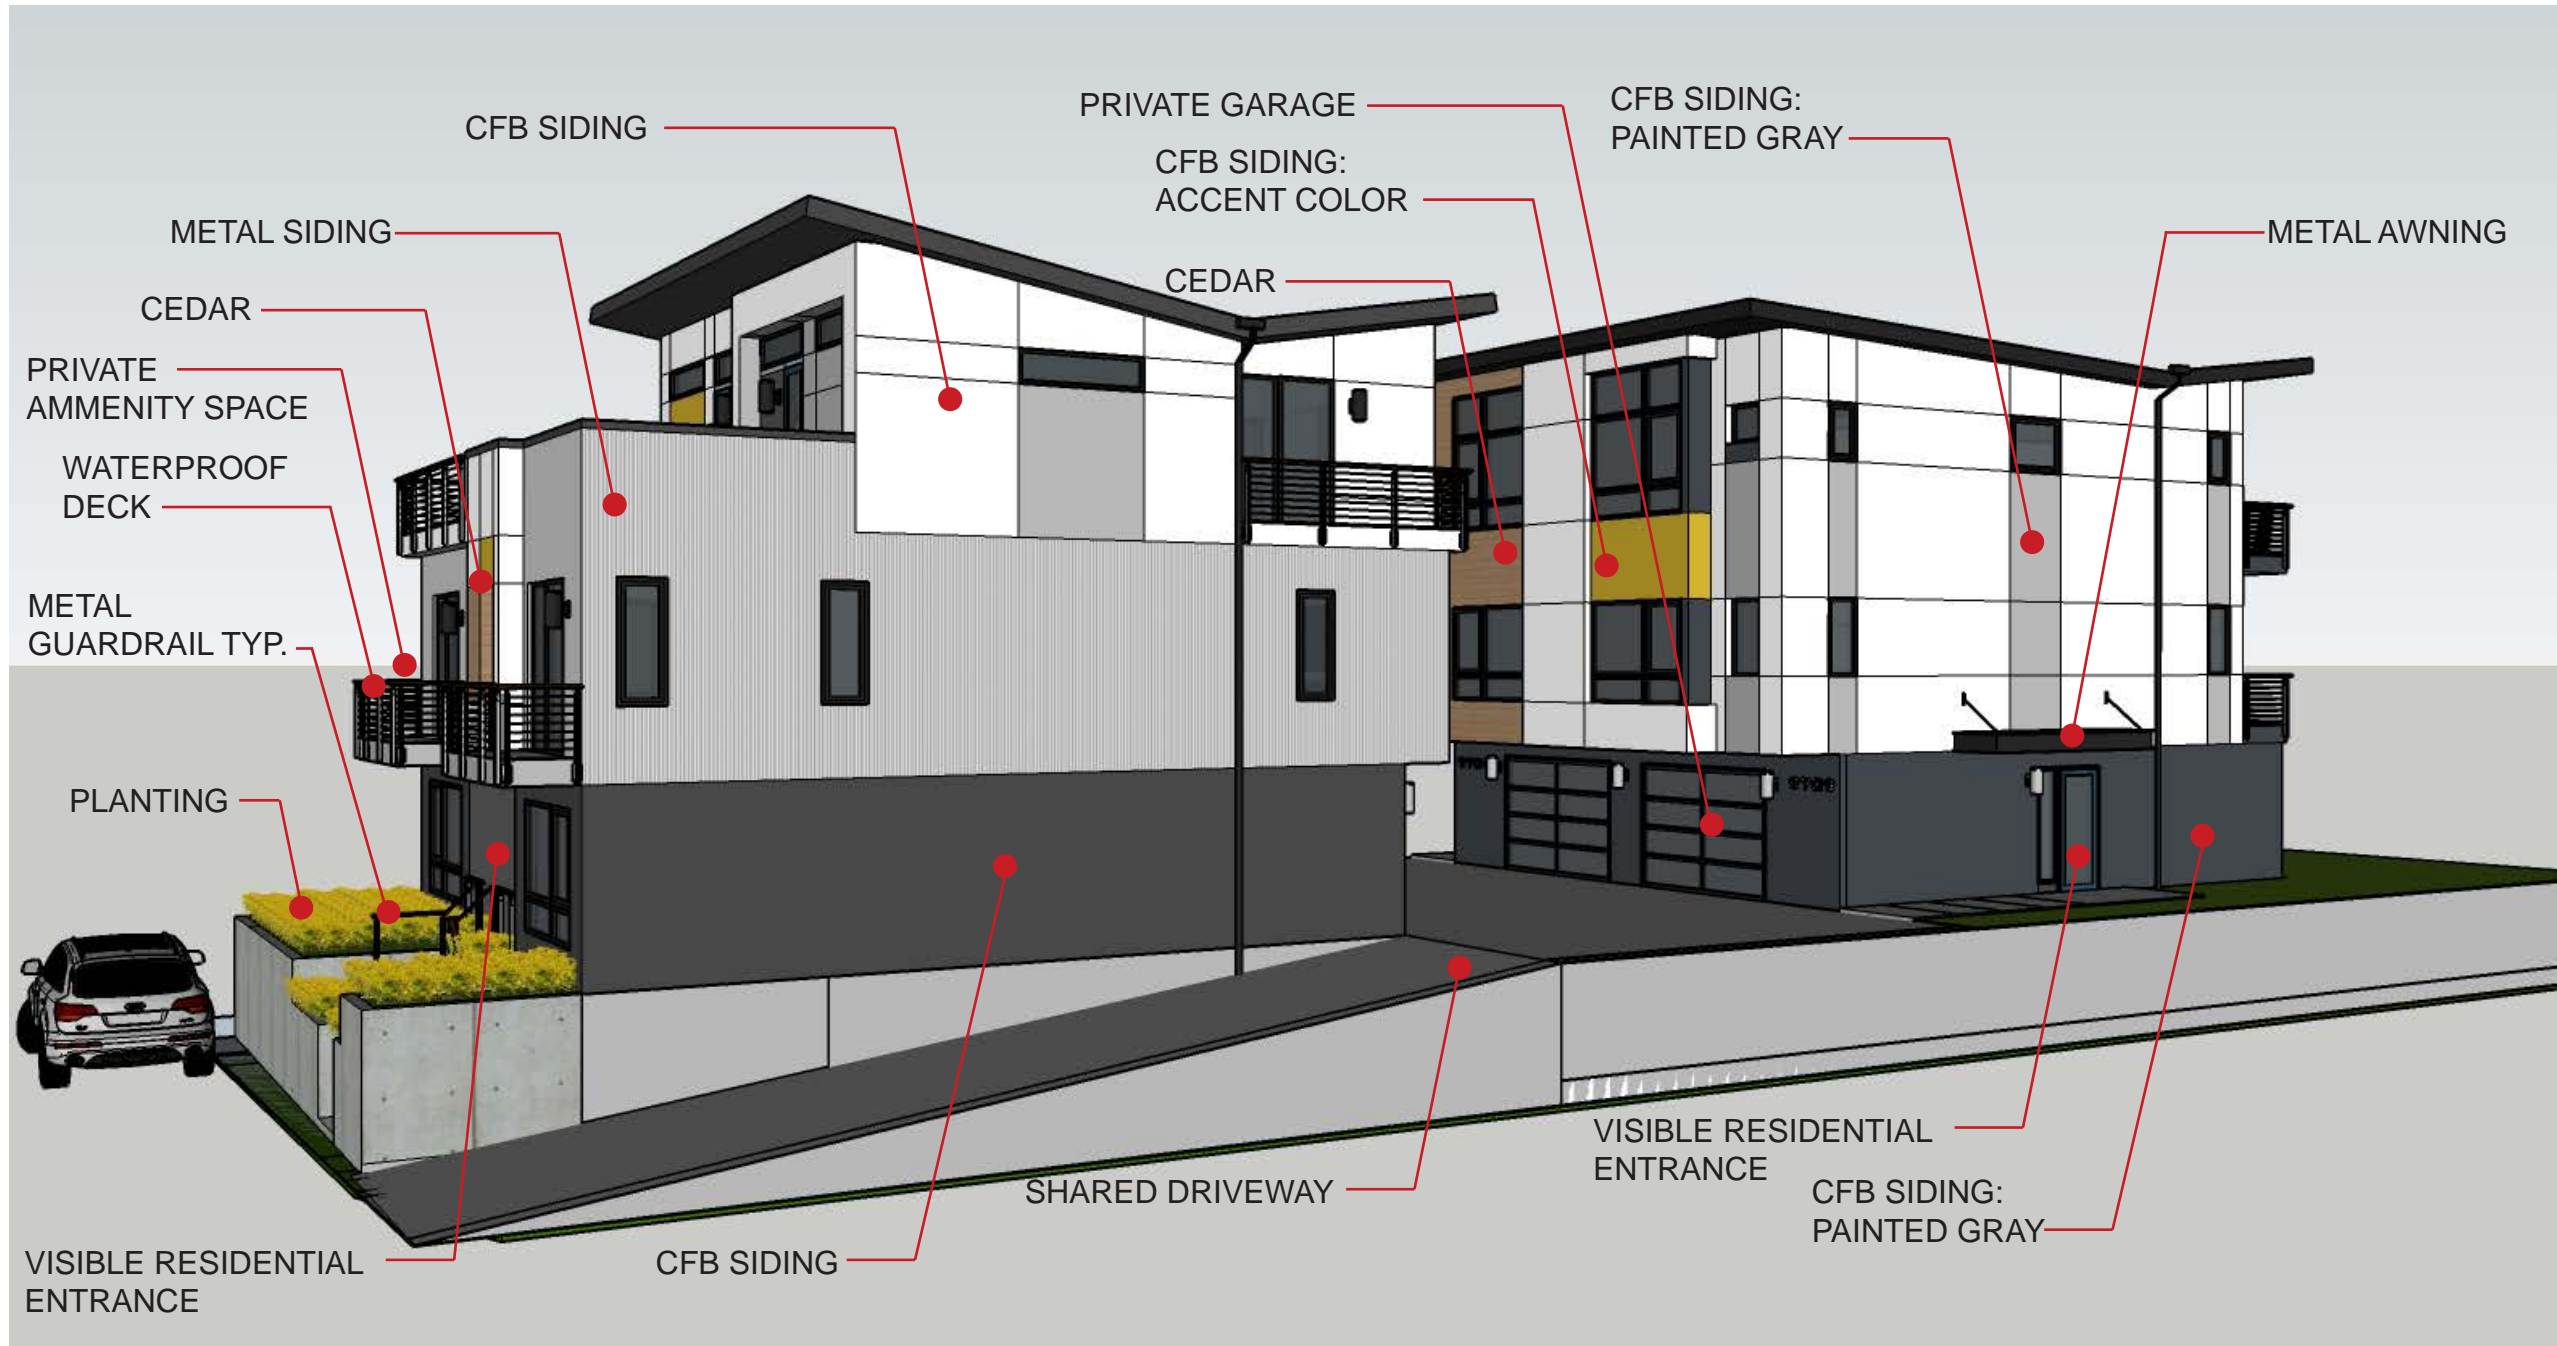 CFB SIDING
PRIVATE GARAGE
CFB SIDING:
PAINTED GRAY
CFB SIDING:
ACCENT COLOR
METAL SIDING
METAL AWNING
CEDAR
CEDAR
PRIVATE
AMMENITY SPACE
WATERPROOF
DECK
METAL
GUARDRAIL TYP.
PLANTING
VISIBLE RESIDENTIAL
ENTRANCE
SHARED DRIVEWAY
CFB SIDING:
PAINTED GRAY
VISIBLE RESIDENTIAL
ENTRANCE
CFB SIDING